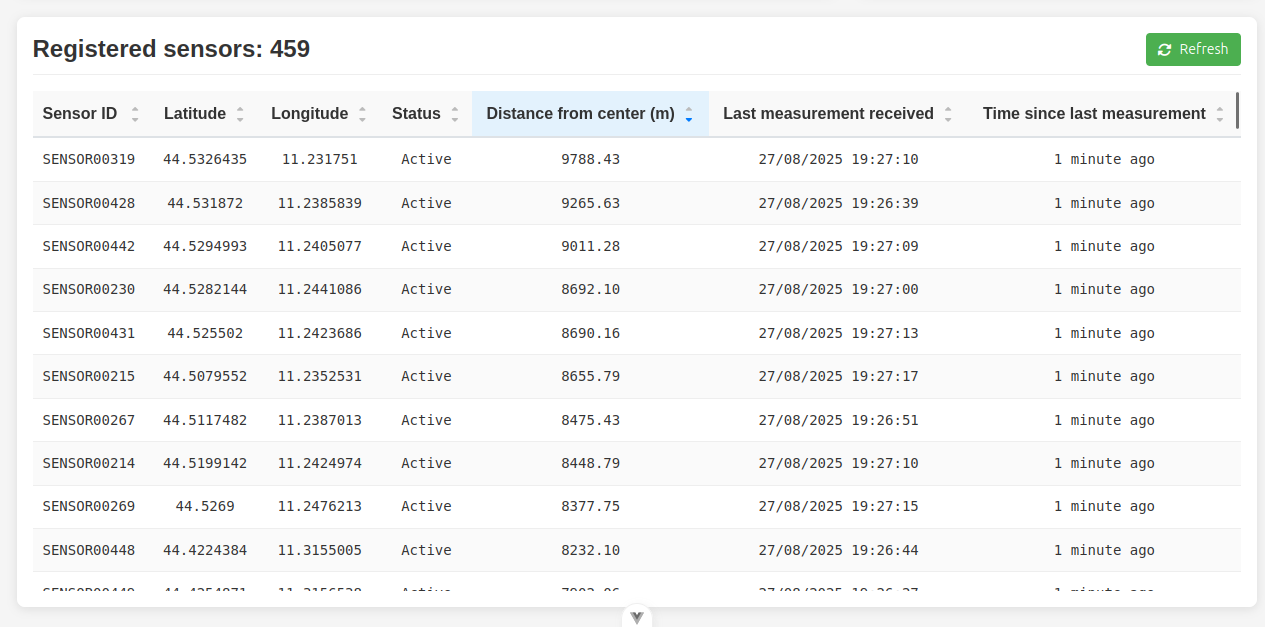 Registered sensors: 459
Refresh
Sensor ID Latitude Longitude Status Distance from center (m) Last measurement received Time since last measurement
SENSOR00319 44.5326435 11.231751 Active 9788.43 27/08/2025 19:27:10 1 minute ago
SENSOR00428 44.531872 11.2385839 Active 9265.63 27/08/2025 19:26:39 1 minute ago
SENSOR00442 44.5294993 11.2405077 Active 9011.28 27/08/2025 19:27:09 1 minute ago
SENSOR00230 44.5282144 11.2441086 Active 8692.10 27/08/2025 19:27:00 1 minute ago
SENSOR00431 44.525502 11.2423686 Active 8690.16 27/08/2025 19:27:13 1 minute ago
SENSOR00215 44.5079552 11.2352531 Active 8655.79 27/08/2025 19:27:17 1 minute ago
SENSOR00267 44.5117482 11.2387013 Active 8475.43 27/08/2025 19:26:51 1 minute ago
SENSOR00214 44.5199142 11.2424974 Active 8448.79 27/08/2025 19:27:10 1 minute ago
SENSOR00269 44.5269 11.2476213 Active 8377.75 27/08/2025 19:27:15 1 minute ago
SENSOR00448 44.4224384 11.3155005 Active 8232.10 27/08/2025 19:26:44 1 minute ago
Active 1 minute ago